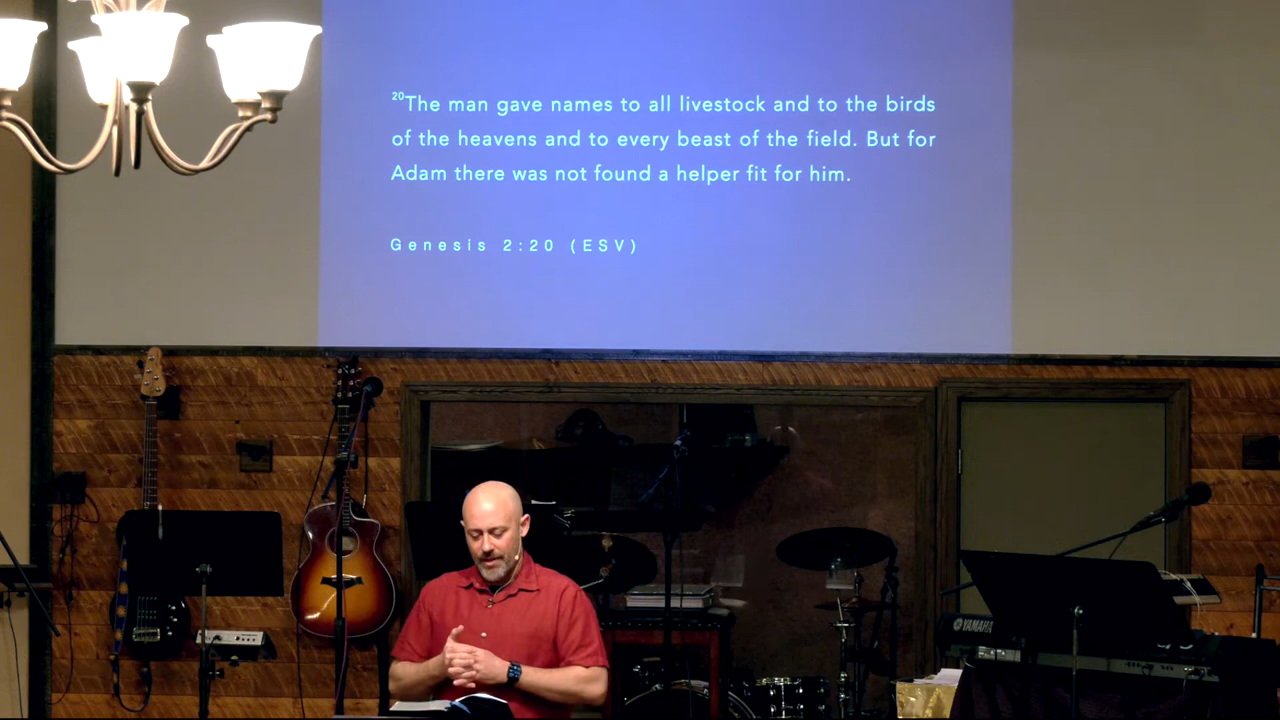 20The man gave names to all livestock and to the birds
of the heavens and to every beast of the field. But for
Adam there was not found a helper fit for him.
Genesis 2:20 (ESV)
YAMAHA